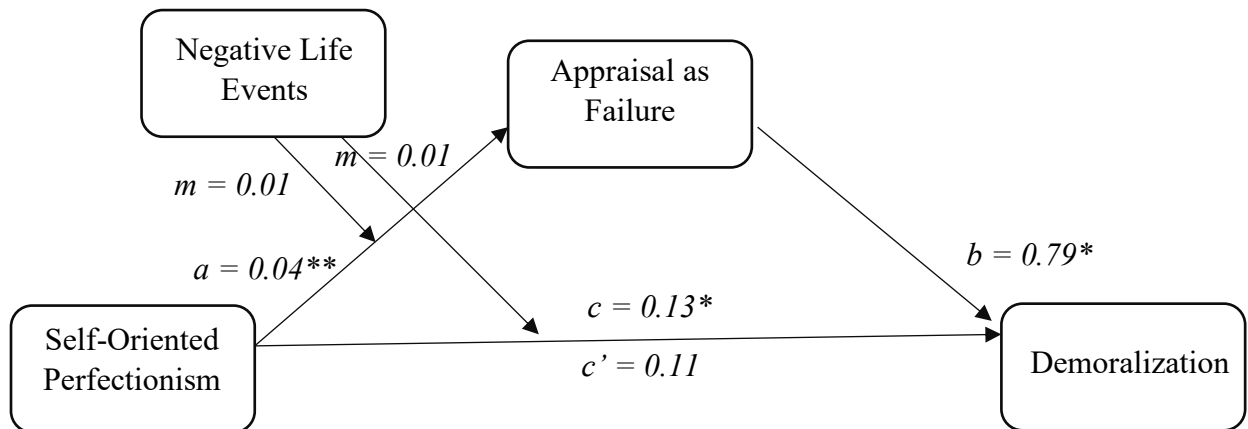 Negative Life
Events
Appraisal as
Failure
m = 0.01
m = 0.01
a = 0.04**
b = 0.79*
c = 0.13*
c’ = 0.11
Self-Oriented
Perfectionism
Demoralization